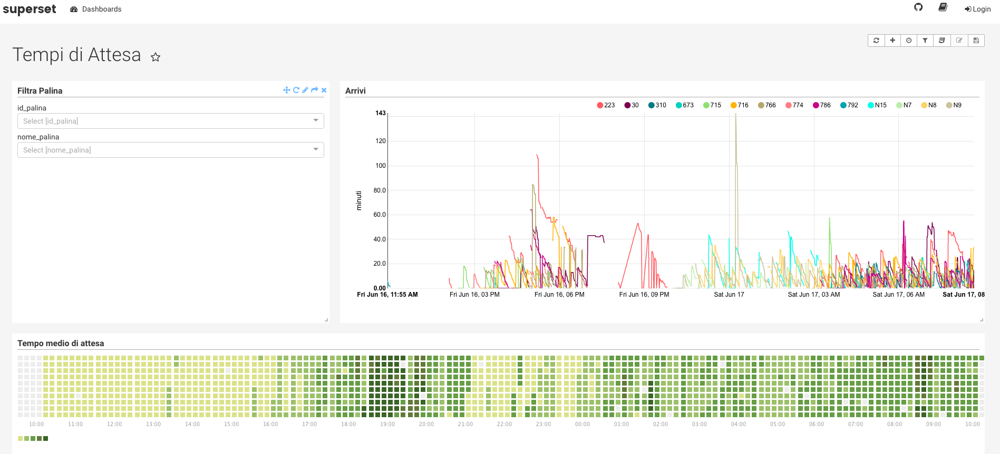 superset Dashboards Login
Tempi di Attesa
Filtra Palina
id_palina
Select [id_palina]
nome_palina
Select [nome_palina]
Arrivi
223 30 310 673 715 716 766 774 786 792 N15 N7 N8 N9
143
120
100
80.0
60.0
40.0
20.0
0.00
minuti
Fri Jun 16, 11:55 AM Fri Jun 16, 03 PM Fri Jun 16, 06 PM Fri Jun 16, 09 PM Sat Jun 17 Sat Jun 17, 03 AM Sat Jun 17, 06 AM Sat Jun 17, 08
Tempo medio di attesa
10:00 11:00 12:00 13:00 14:00 15:00 16:00 17:00 18:00 19:00 20:00 21:00 22:00 23:00 00:00 01:00 02:00 03:00 04:00 05:00 06:00 07:00 08:00 09:00 10:00